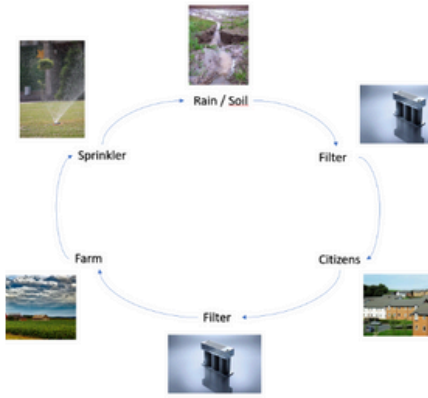 Rain / Soil
Sprinkler
Filter
Farm
Citizens
Filter